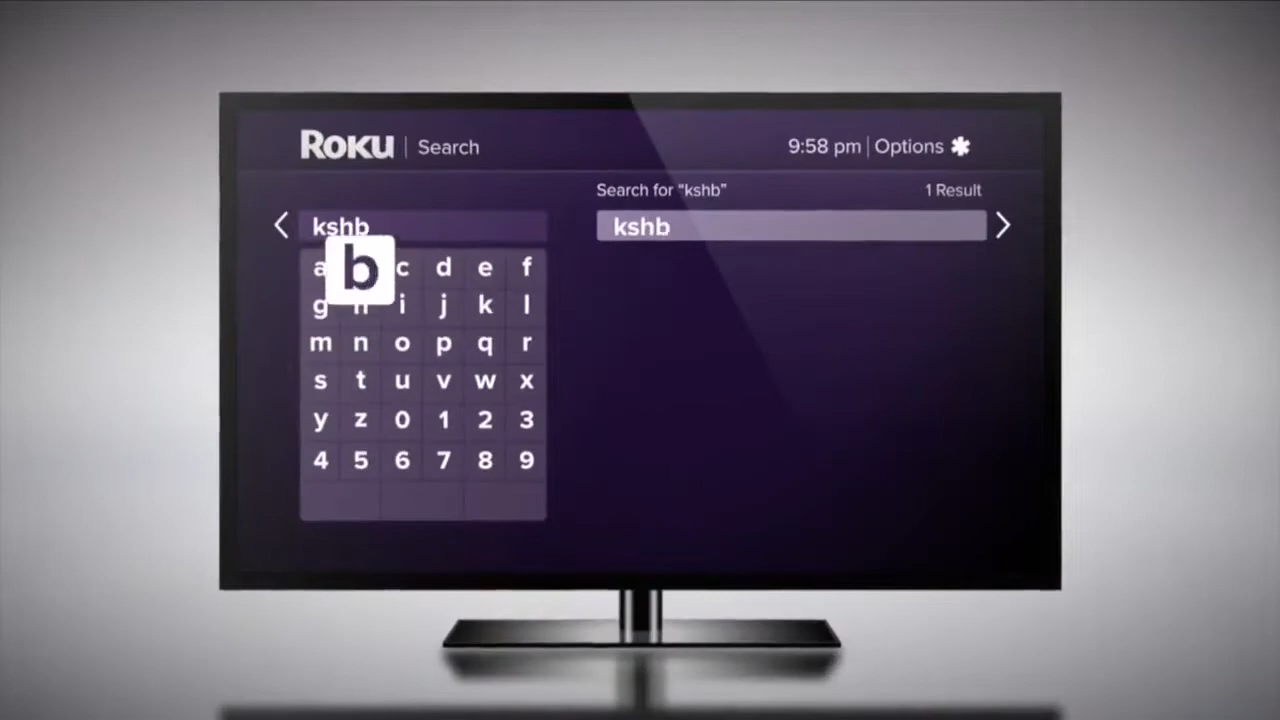 Roku | Search
9:58 pm | Options ✱
Search for “kshb”
1 Result
kshb
kshb
b
a c d e f
g h i j k l
m n o p q r
s t u v w x
y z 0 1 2 3
4 5 6 7 8 9